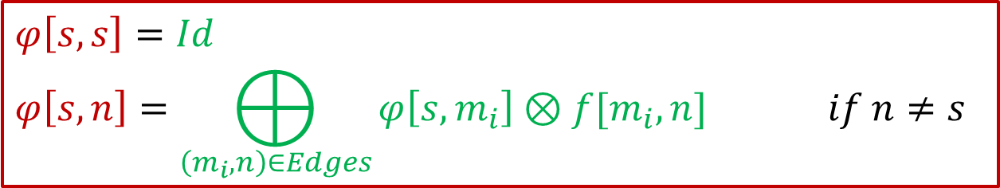 φ[s, s] = Id
φ[s, n] = ⨁ φ[s, mᵢ] ⊗ f[mᵢ, n] if n ≠ s
(mᵢ,n)∈Edges